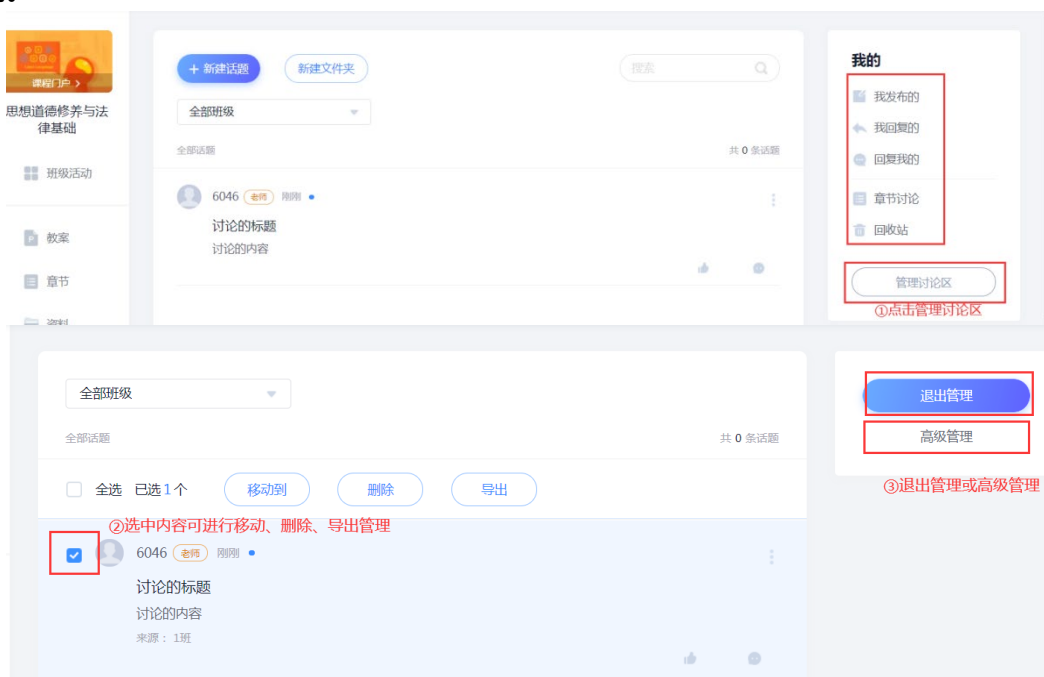 课程门户 >
思想道德修养与法
律基础
班级活动
教案
章节
资料
+ 新建话题
新建文件夹
搜索
全部班级
全部话题
共 0 条话题
6046 老师 刚刚
讨论的标题
讨论的内容
我的
我发布的
我回复的
回复我的
章节讨论
回收站
管理讨论区
①点击管理讨论区
全部班级
全部话题
共 0 条话题
全选 已选1个 移动到 删除 导出
②选中内容可进行移动、删除、导出管理
6046 老师 刚刚
讨论的标题
讨论的内容
来源： 1班
退出管理
高级管理
③退出管理或高级管理